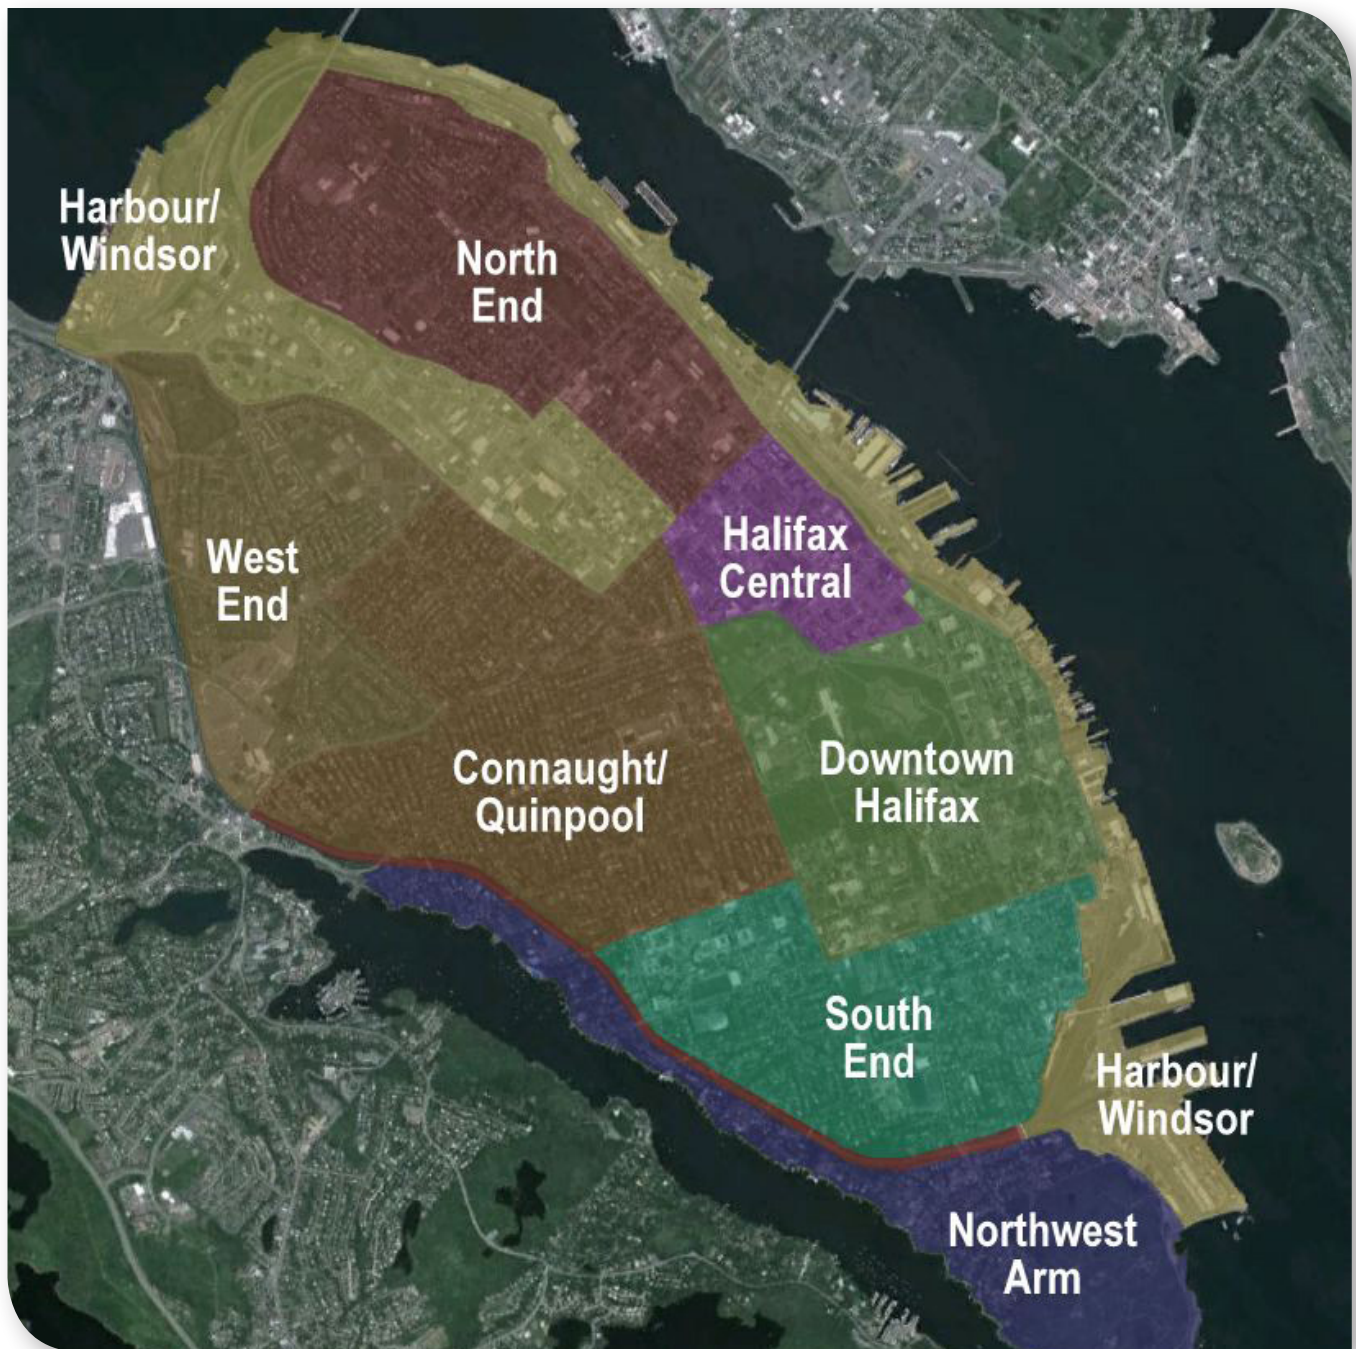 Harbour/
Windsor
North
End
Halifax
Central
West
End
Connaught/
Quinpool
Downtown
Halifax
South
End
Harbour/
Windsor
Northwest
Arm